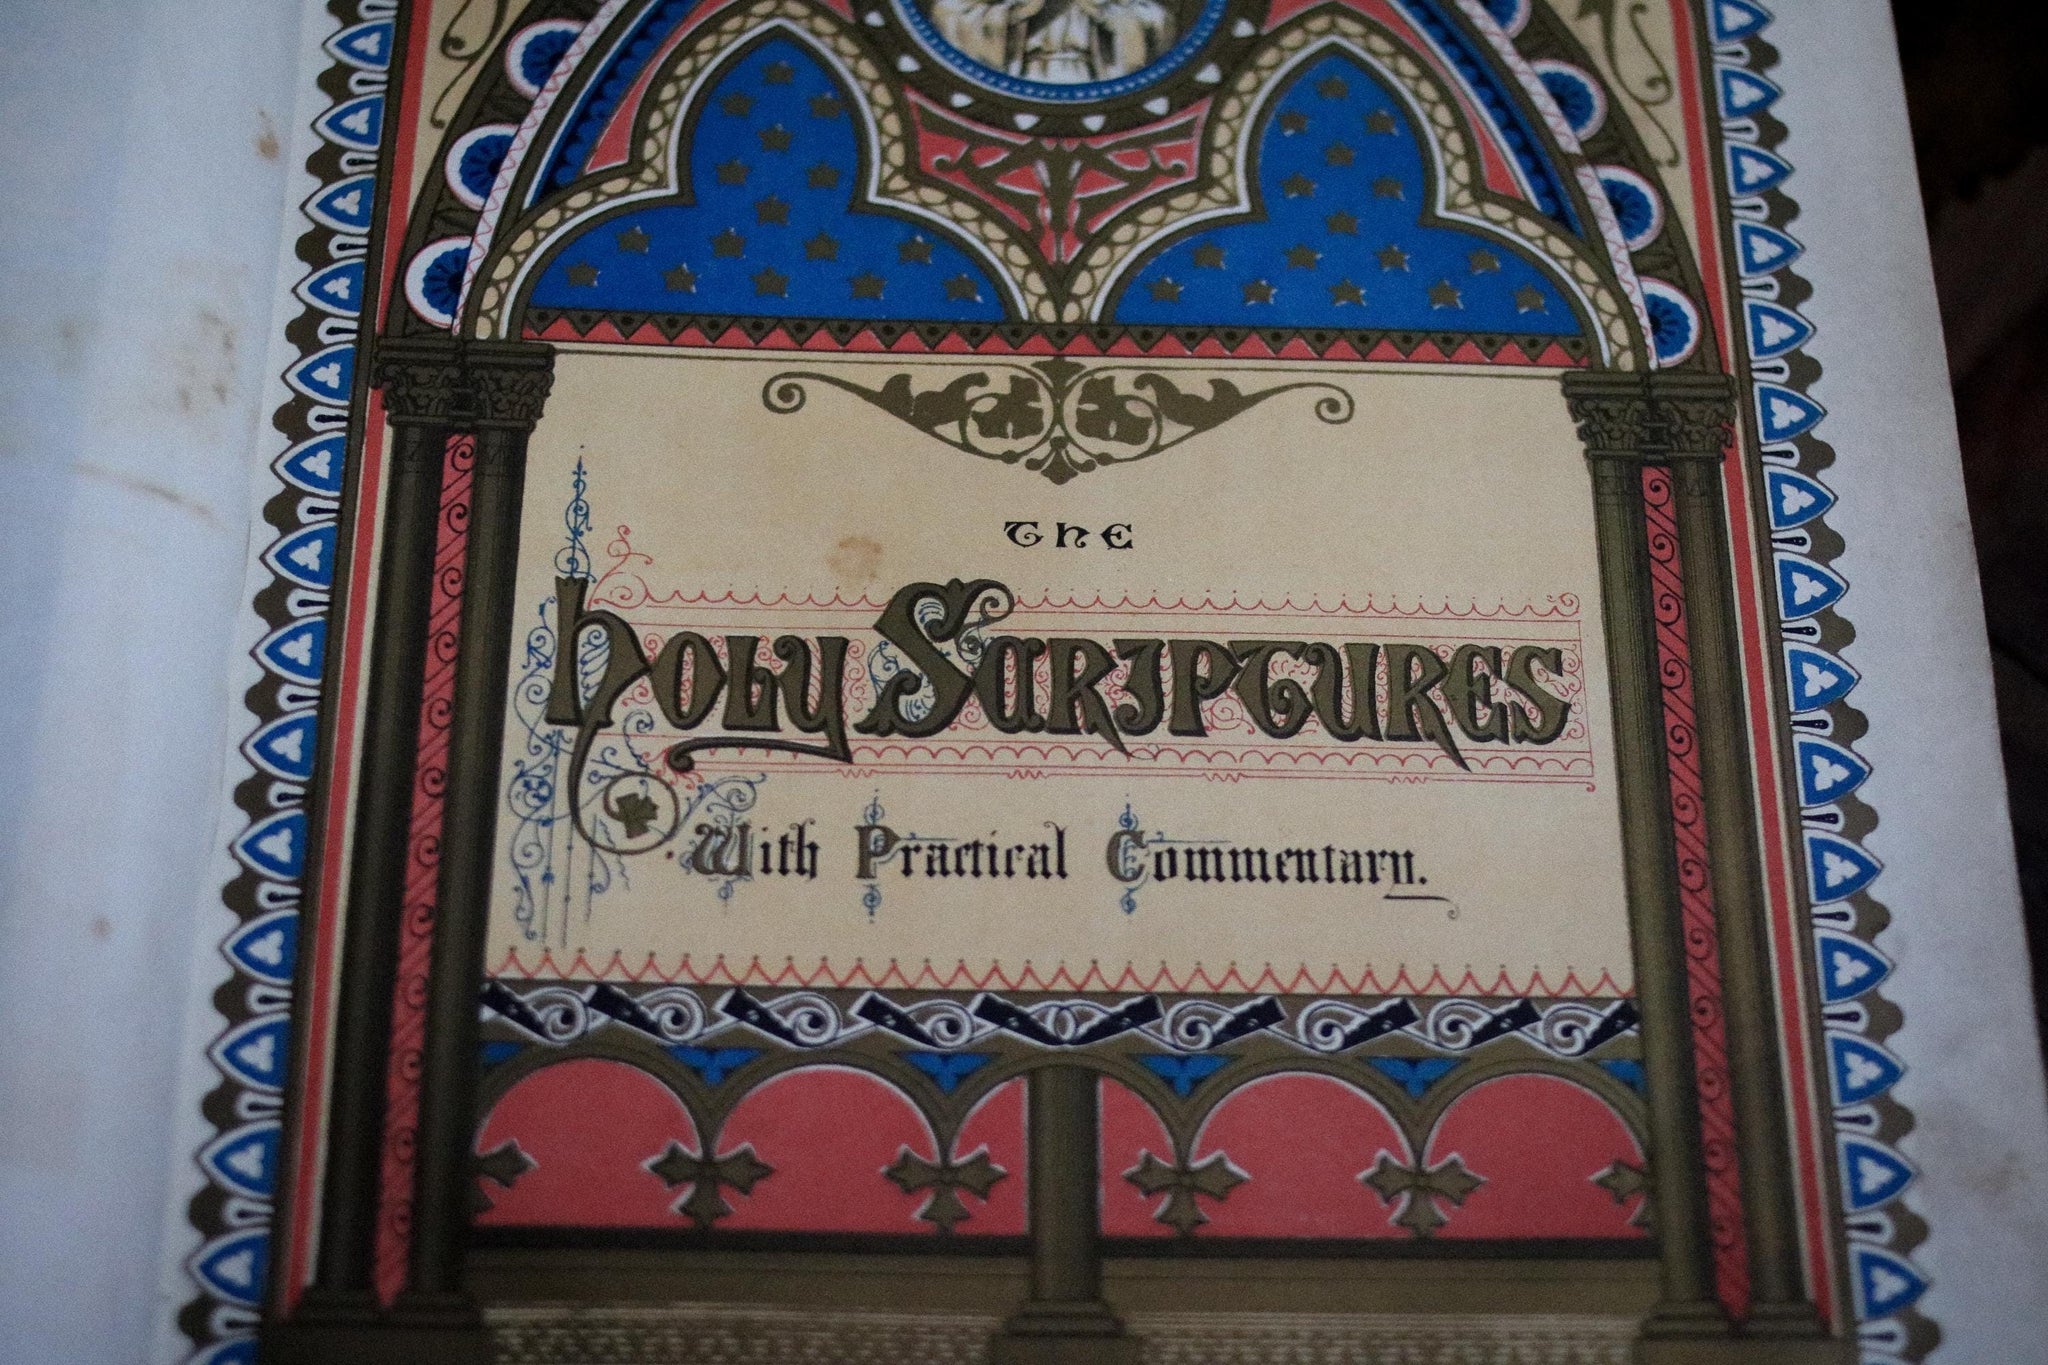 The
Holy Scriptures
With Practical Commentary.